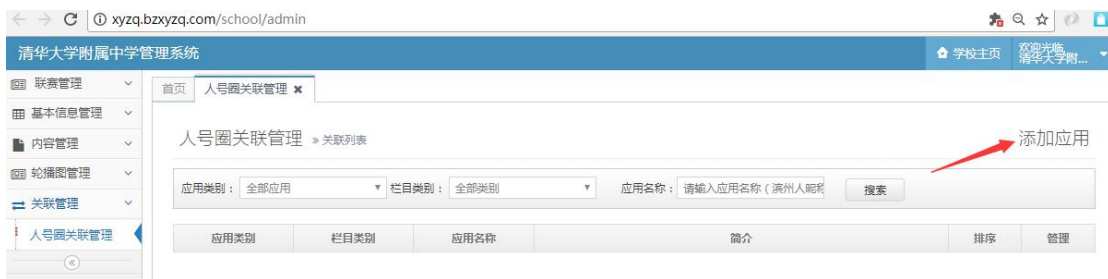 xyzq.bzxyzq.com/school/admin
清华大学附属中学管理系统
学校主页
欢迎光临
清华大学附...
联赛管理
首页
人号圈关联管理
基本信息管理
内容管理
人号圈关联管理 » 关联列表
添加应用
轮播图管理
应用类别： 全部应用 栏目类别： 全部类别 应用名称： 请输入应用名称（滨州人昵称
搜索
关联管理
人号圈关联管理
应用类别 栏目类别 应用名称 简介 排序 管理